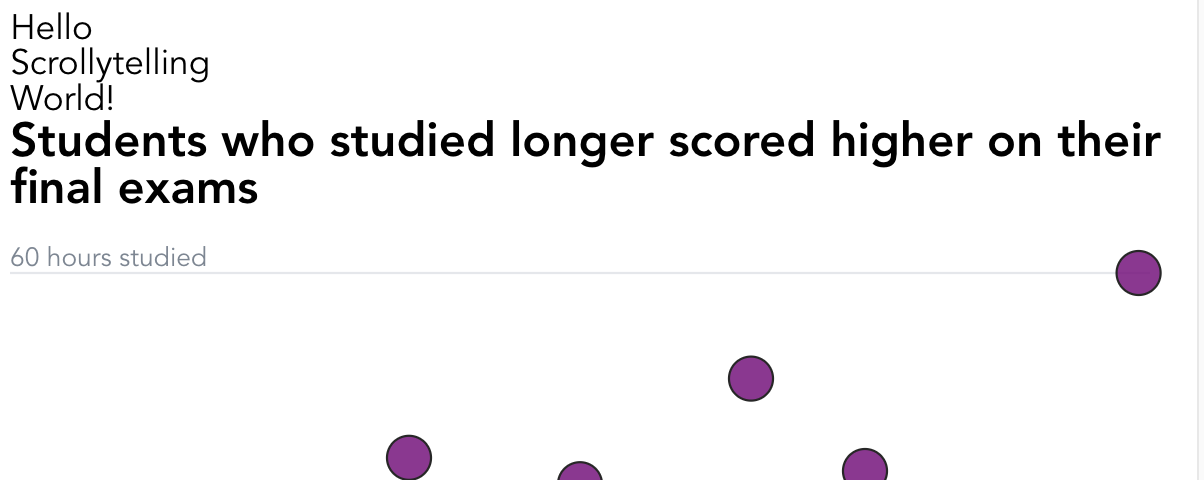 Hello
Scrollytelling
World!
Students who studied longer scored higher on their
final exams
60 hours studied